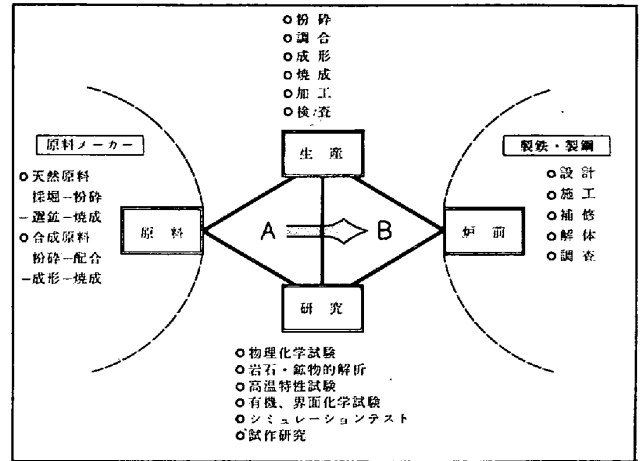 ○粉砕
○調合
○成形
○焼成
○加工
○検査
生産
原料メーカー
○天然原料
採掘−粉砕
−選鉱−焼成
○合成原料
粉砕−配合
−成形−焼成
原料
A
B
炉前
製鉄・製鋼
○設計
○施工
○補修
○解体
○調査
研究
○物理化学試験
○岩石・鉱物的解析
○高温特性試験
○有機、界面化学試験
○シミュレーションテスト
○試作研究